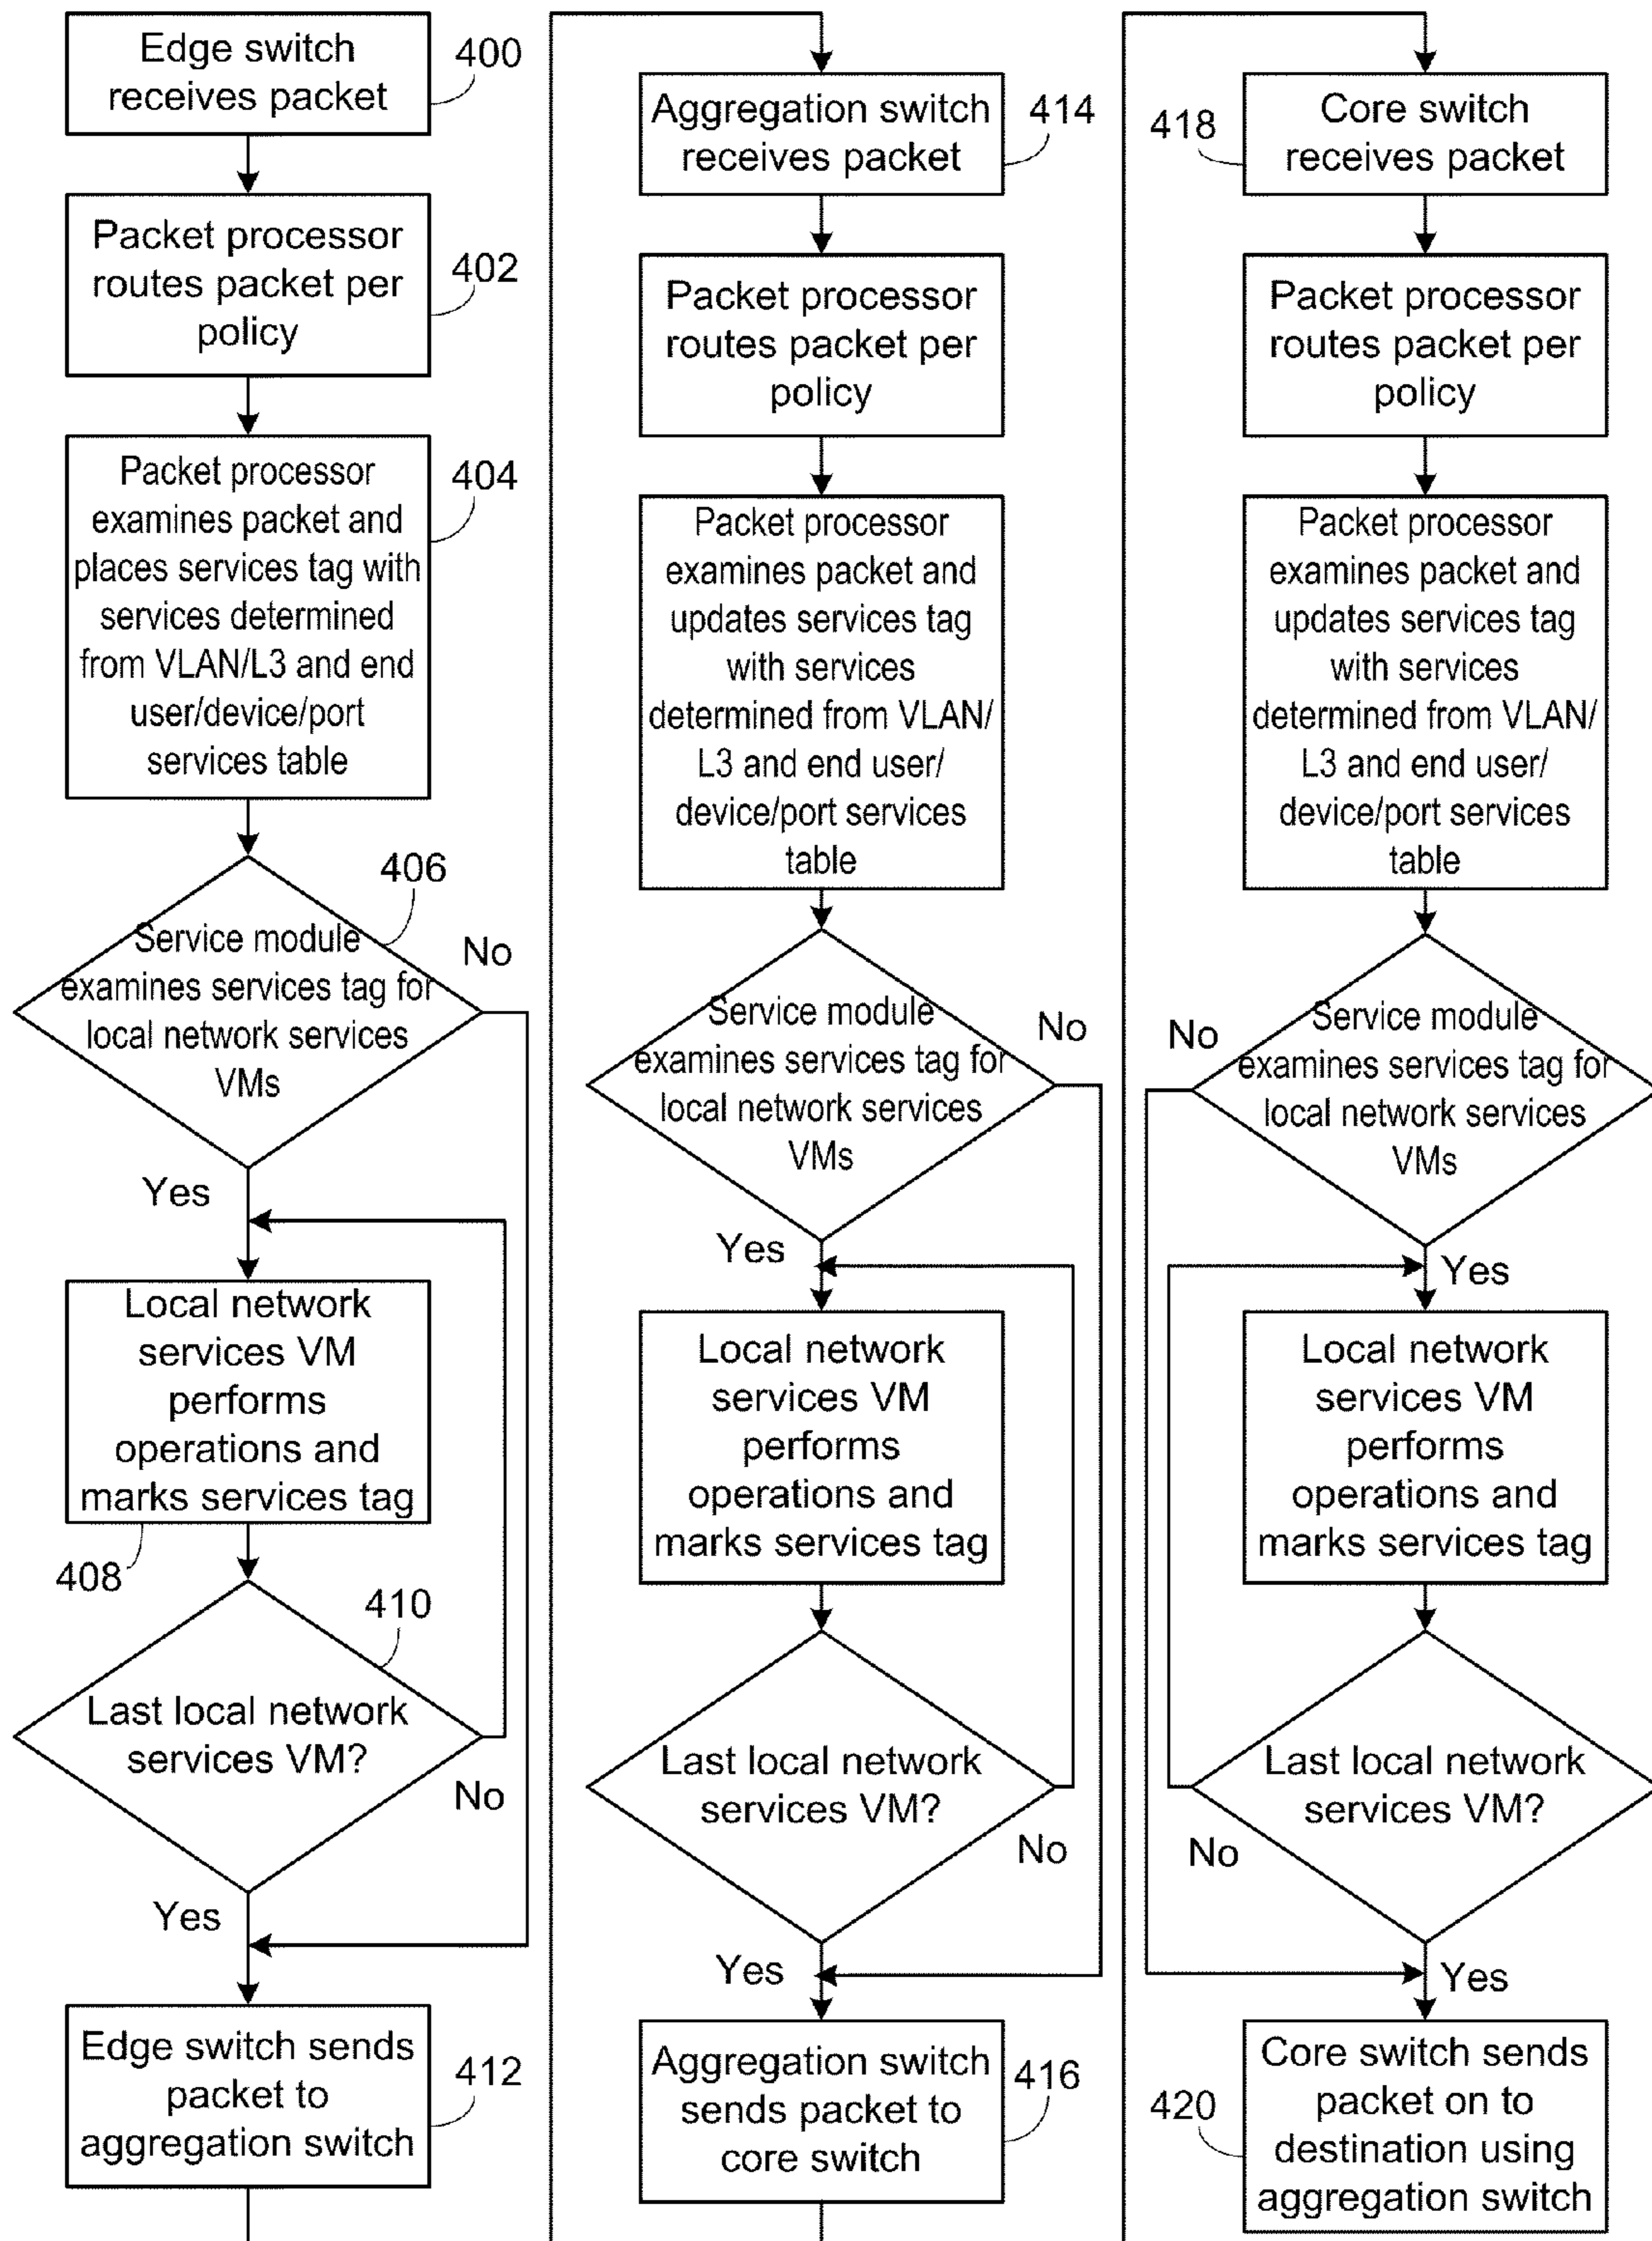 Edge switch
receives packet
400
Packet processor
routes packet per
policy
402
Packet processor
examines packet and
places services tag with
services determined
from VLAN/L3 and end
user/device/port
services table
404
406
Service module
examines services tag for
local network services
VMs
No
Yes
Local network
services VM
performs
operations and
marks services tag
408
410
Last local network
services VM?
No
Yes
Edge switch sends
packet to
aggregation switch
412
Aggregation switch
receives packet
414
Packet processor
routes packet per
policy
Packet processor
examines packet and
updates services tag
with services
determined from VLAN/
L3 and end user/
device/port services
table
Service module
examines services tag for
local network services
VMs
No
Yes
Local network
services VM
performs
operations and
marks services tag
Last local network
services VM?
No
Yes
Aggregation switch
sends packet to
core switch
416
418
Core switch
receives packet
Packet processor
routes packet per
policy
Packet processor
examines packet and
updates services tag
with services
determined from VLAN/
L3 and end user/
device/port services
table
No
Service module
examines services tag for
local network services
VMs
Yes
Local network
services VM
performs
operations and
marks services tag
Last local network
services VM?
No
Yes
420
Core switch sends
packet on to
destination using
aggregation switch